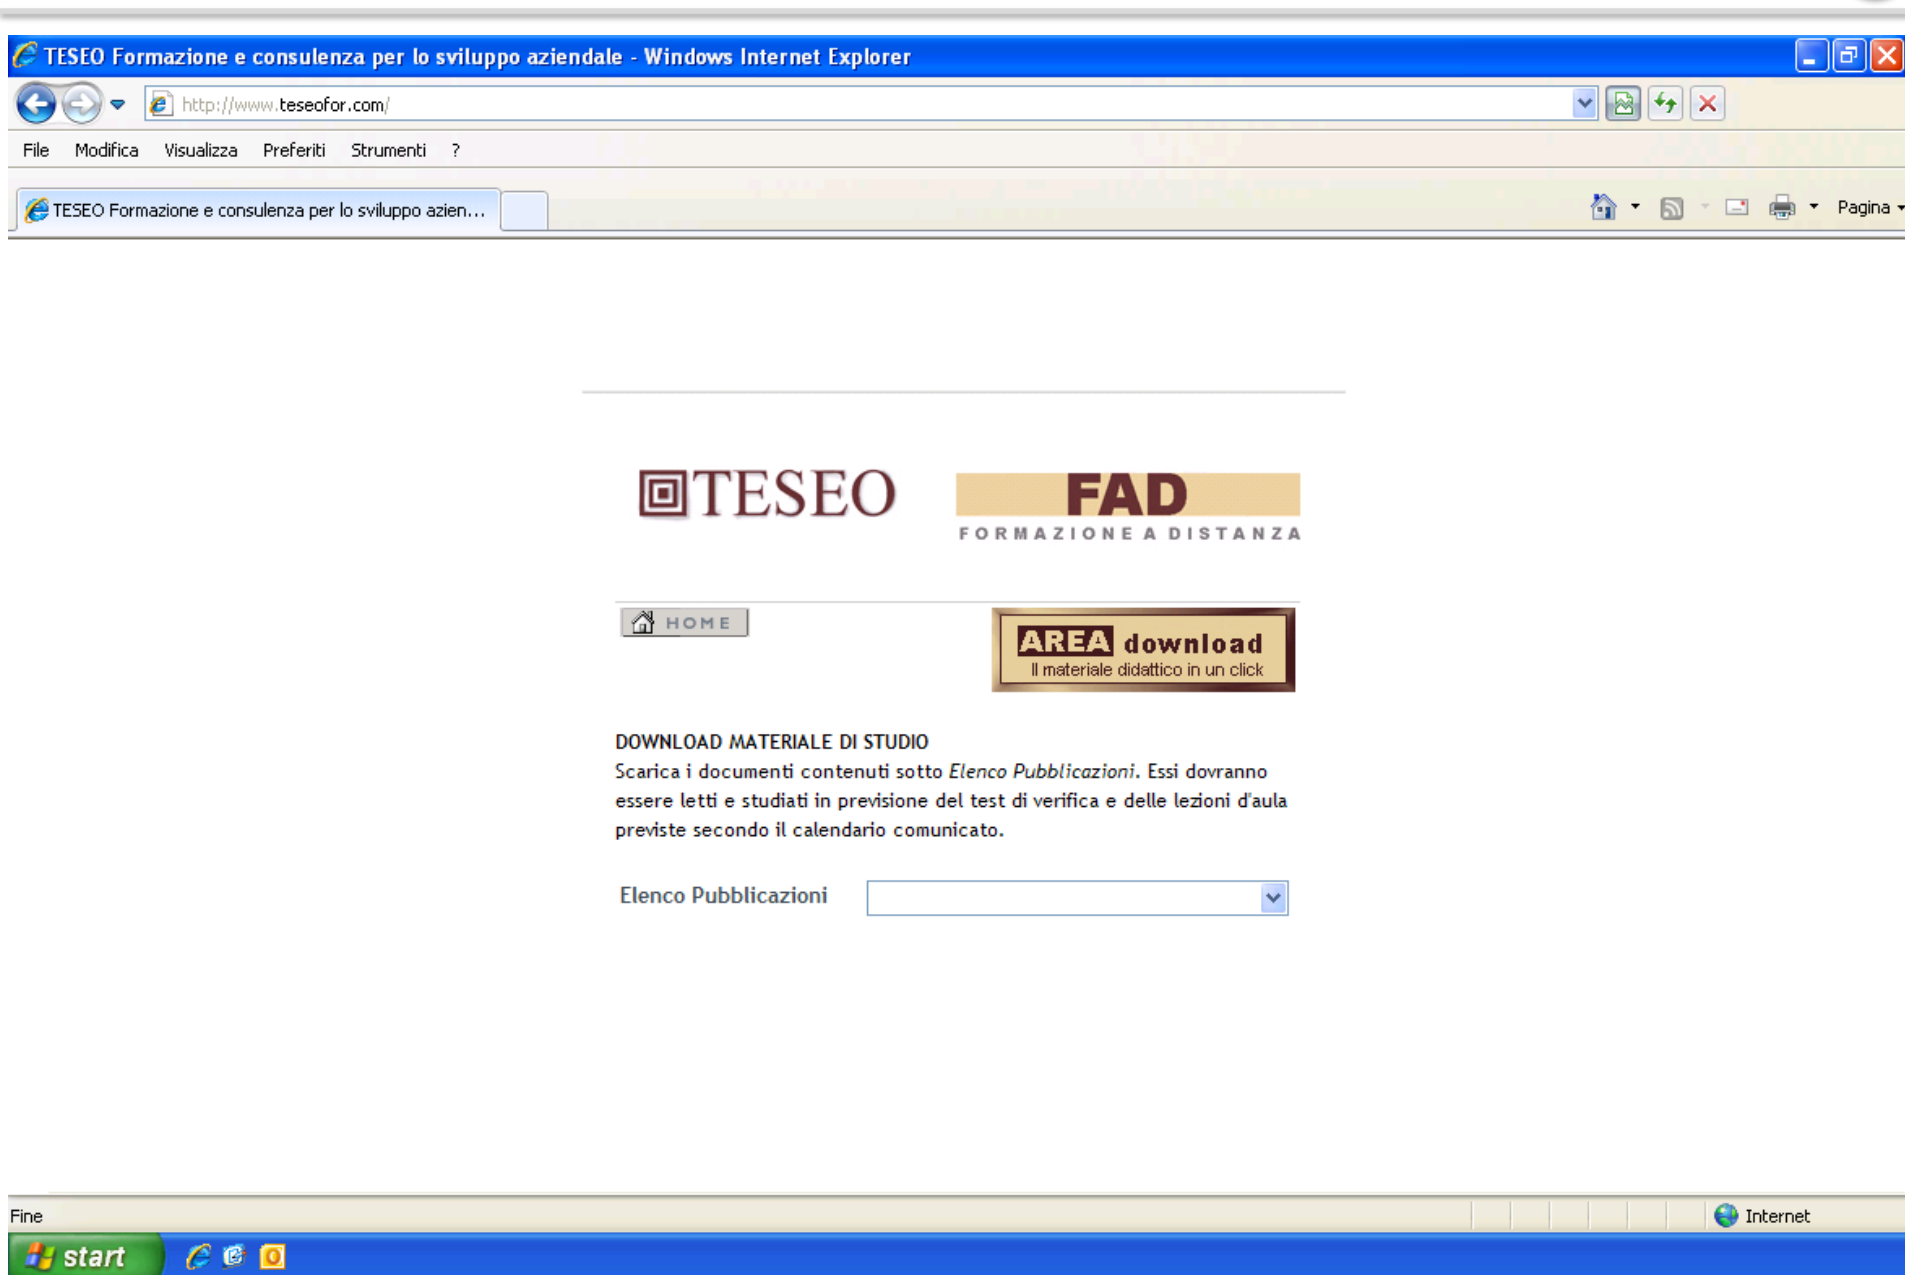 TESEO Formazione e consulenza per lo sviluppo aziendale - Windows Internet Explorer
http://www.teseofor.com/
File Modifica Visualizza Preferiti Strumenti ?
TESEO Formazione e consulenza per lo sviluppo azien...
Pagina
TESEO
FAD
FORMAZIONE A DISTANZA
HOME
AREA download
Il materiale didattico in un click
DOWNLOAD MATERIALE DI STUDIO
Scarica i documenti contenuti sotto Elenco Pubblicazioni. Essi dovranno
essere letti e studiati in previsione del test di verifica e delle lezioni d'aula
previste secondo il calendario comunicato.
Elenco Pubblicazioni
Fine
Internet
start